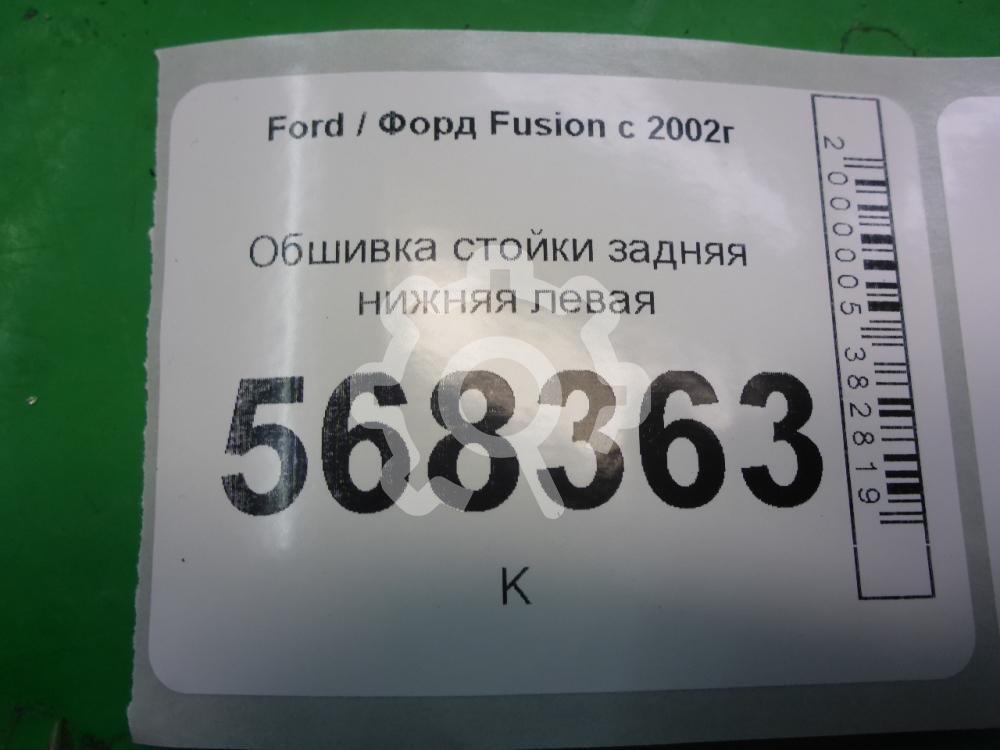 Ford / Форд Fusion с 2002г
Обшивка стойки задняя
нижняя левая
568363
К
2000005382819